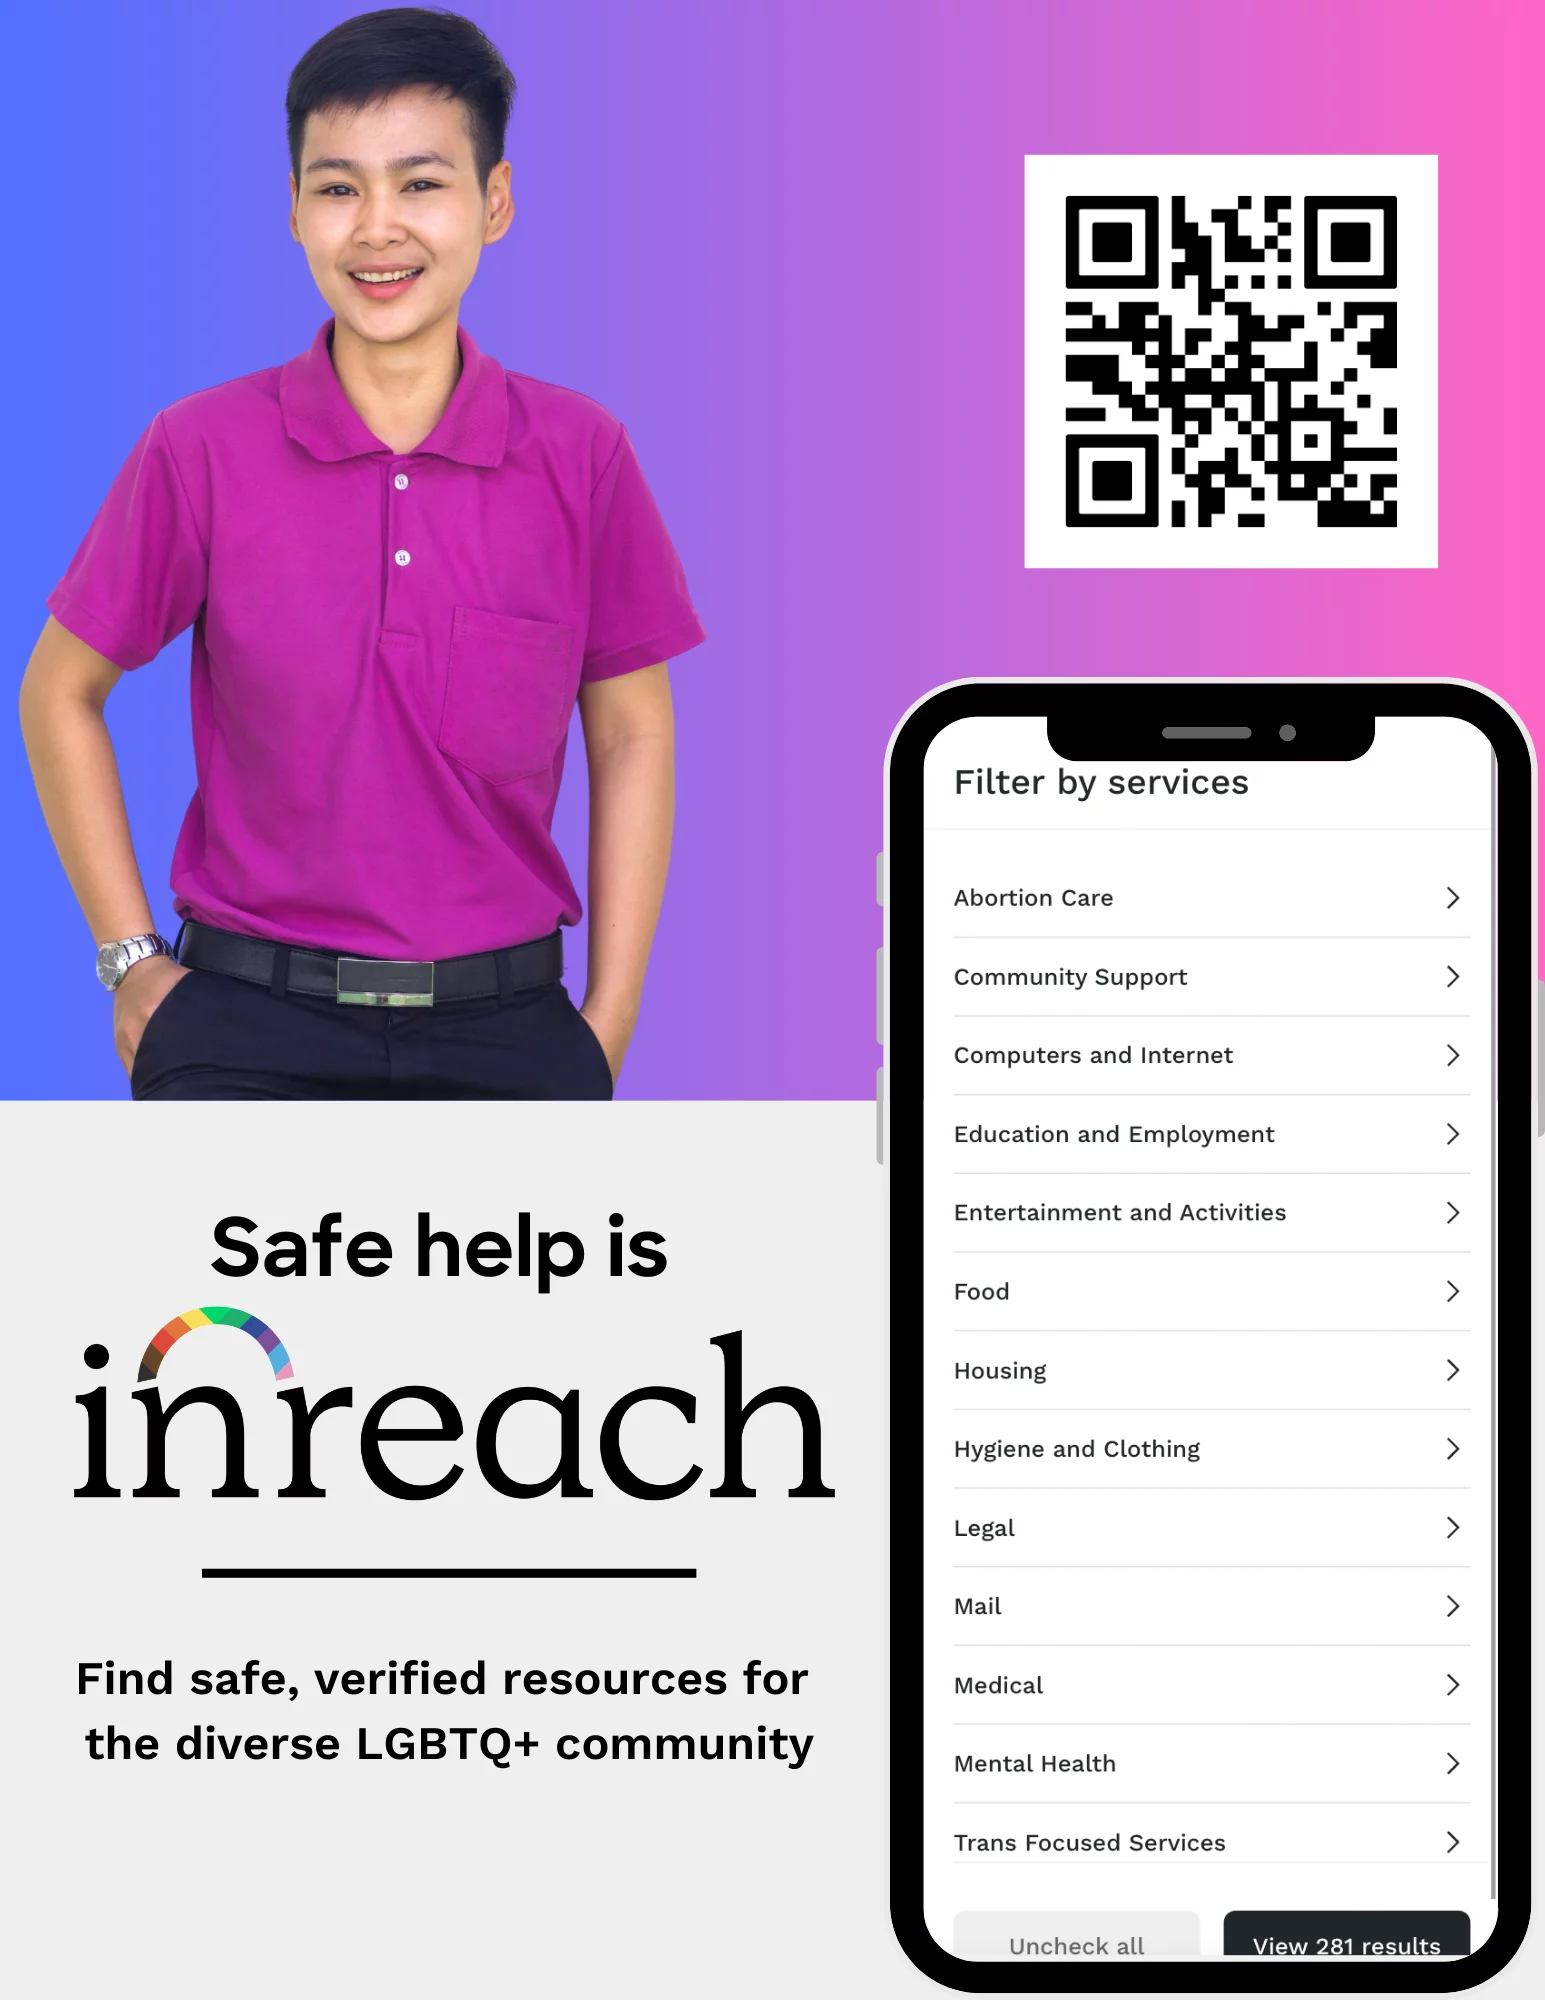 Safe help is
inreach
Find safe, verified resources for
the diverse LGBTQ+ community
Filter by services
Abortion Care
Community Support
Computers and Internet
Education and Employment
Entertainment and Activities
Food
Housing
Hygiene and Clothing
Legal
Mail
Medical
Mental Health
Trans Focused Services
Uncheck all
View 281 results